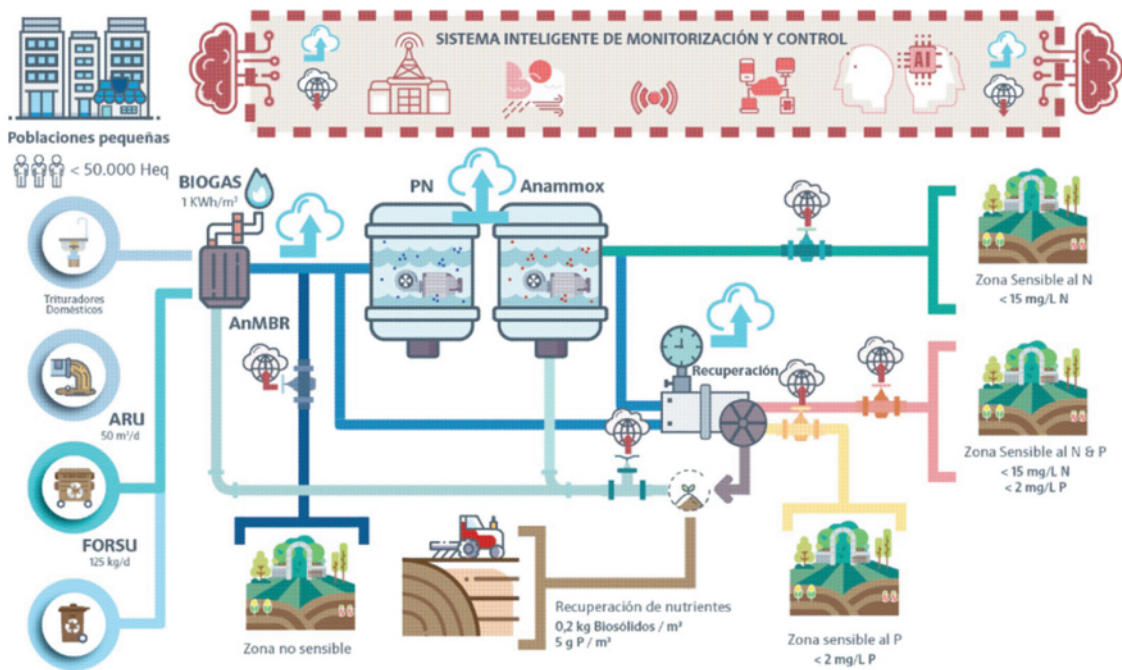 SISTEMA INTELIGENTE DE MONITORIZACIÓN Y CONTROL
AI
Poblaciones pequeñas
< 50.000 Heq
BIOGAS
1 KWh/m³
PN
Anammox
Trituradores
Domésticos
AnMBR
Zona Sensible al N
< 15 mg/L N
Recuperación
ARU
50 m³/d
Zona Sensible al N & P
< 15 mg/L N
< 2 mg/L P
FORSU
125 kg/d
Recuperación de nutrientes
0,2 kg Biosólidos / m³
5 g P / m³
Zona no sensible
Zona sensible al P
< 2 mg/L P